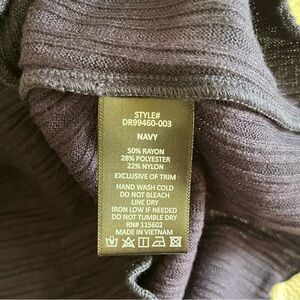 STYLE#
DR99460-003
NAVY
50% RAYON
28% POLYESTER
22% NYLON
EXCLUSIVE OF TRIM
HAND WASH COLD
DO NOT BLEACH
LINE DRY
IRON LOW IF NEEDED
DO NOT TUMBLE DRY
RN# 115602
MADE IN VIETNAM